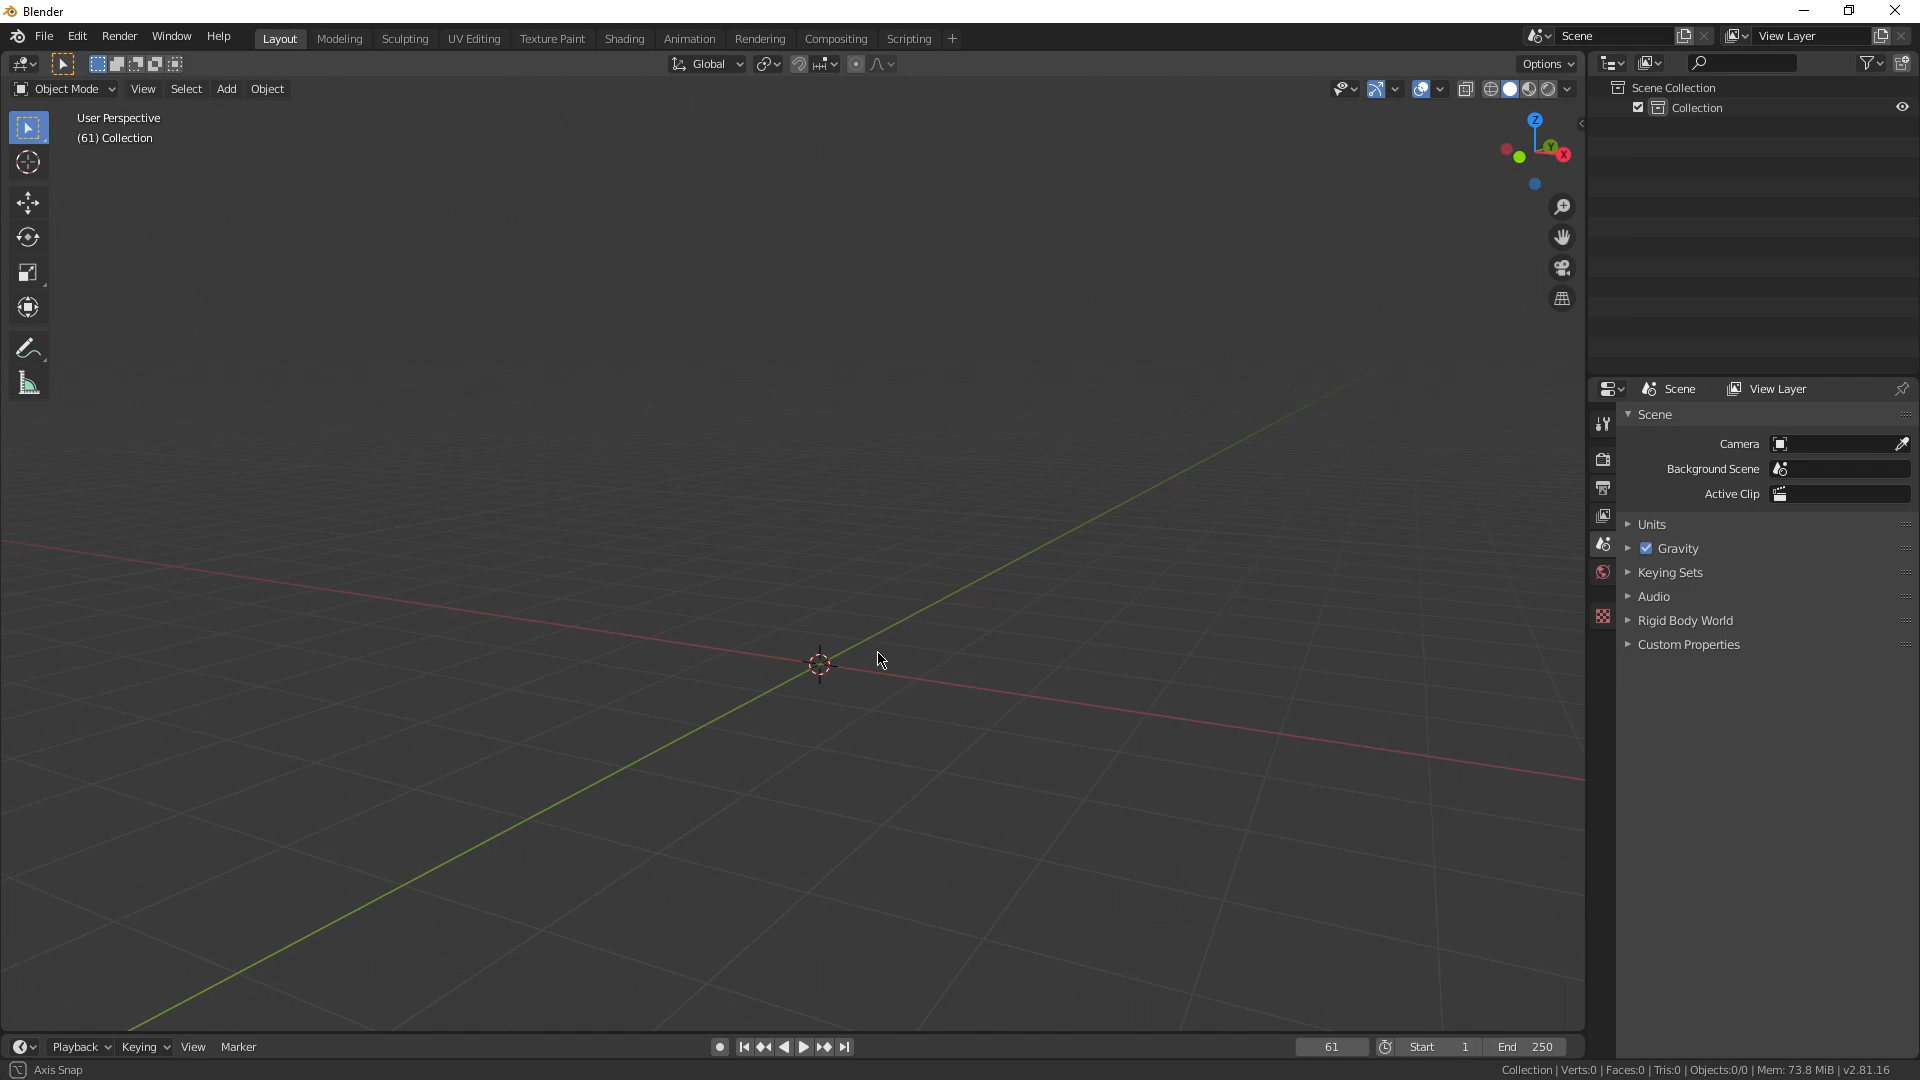 Blender
File Edit Render Window Help Layout Modeling Sculpting UV Editing Texture Paint Shading Animation Rendering Compositing Scripting + Scene View Layer
Global Options
Object Mode View Select Add Object
User Perspective
(61) Collection
Z
Y
X
Scene Collection
Collection
Scene View Layer
Scene
Camera
Background Scene
Active Clip
Units
Gravity
Keying Sets
Audio
Rigid Body World
Custom Properties
Playback Keying View Marker 61 Start 1 End 250
Axis Snap Collection | Verts:0 | Faces:0 | Tris:0 | Objects:0/0 | Mem: 73.8 MiB | v2.81.16